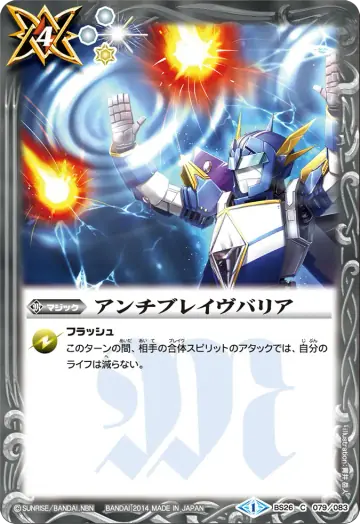 4
マジック
アンチブレイヴバリア
フラッシュ
このターンの間、相手の合体スピリットのアタックでは、自分の
ライフは減らない。
©SUNRISE/BANDAI,NBN BANDAI 2014 MADE IN JAPAN
1
BS26 C 079/083